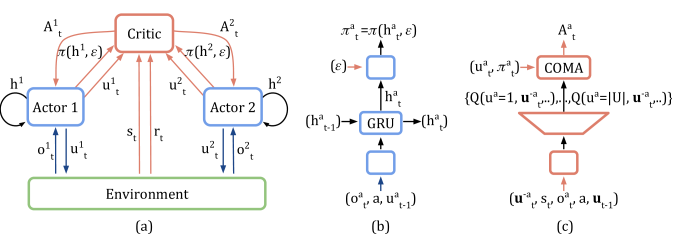 A¹ₜ
Critic
A²ₜ
π(h¹, ε)
π(h², ε)
h¹
u¹ₜ
u²ₜ
h²
Actor 1
Actor 2
o¹ₜ
u¹ₜ
sₜ
rₜ
u²ₜ
o²ₜ
Environment
(a)
πᵃₜ=π(hᵃₜ, ε)
(ε)
hᵃₜ
(hᵃₜ₋₁)
GRU
(hᵃₜ)
(oᵃₜ, a, uᵃₜ₋₁)
(b)
Aᵃₜ
(uᵃₜ, πᵃₜ)
COMA
{Q(uᵃ=1, u⁻ᵃₜ,..),..,Q(uᵃ=|U|, u⁻ᵃₜ,..)}
(u⁻ᵃₜ, sₜ, oᵃₜ, a, uₜ₋₁)
(c)